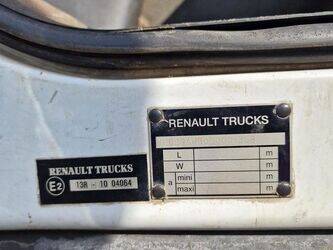 RENAULT TRUCKS
L m
W m
a mini m
maxi m
RENAULT TRUCKS
E2 13R - 10 04064